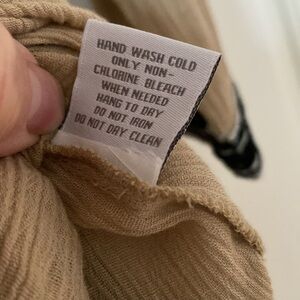 HAND WASH COLD
ONLY NON-
CHLORINE BLEACH
WHEN NEEDED
HANG TO DRY
DO NOT IRON
DO NOT DRY CLEAN